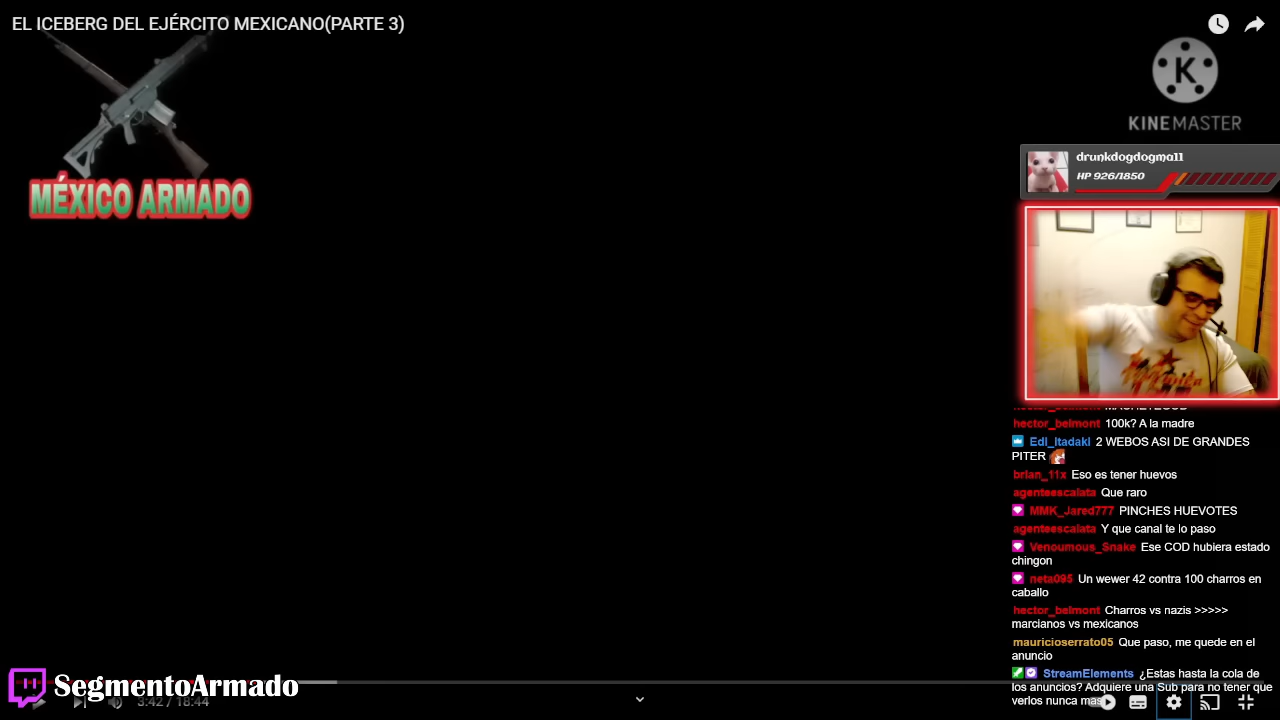 EL ICEBERG DEL EJÉRCITO MEXICANO(PARTE 3)
K
KINEMASTER
MÉXICO ARMADO
drunkdogdogma11
HP 926/1850
hector_belmont 100k? A la madre
Edi_Itadaki 2 WEBOS ASI DE GRANDES
PITER
brian_11x Eso es tener huevos
agenteescalata Que raro
MMK_Jared777 PINCHES HUEVOTES
agenteescalata Y que canal te lo paso
Venoumous_Snake Ese COD hubiera estado
chingon
neta095 Un wewer 42 contra 100 charros en
caballo
hector_belmont Charros vs nazis >>>>>
marcianos vs mexicanos
mauricioserrato05 Que paso, me quede en el
anuncio
StreamElements ¿Estas hasta la cola de
los anuncios? Adquiere una Sub para no tener que
verlos nunca mas
SegmentoArmado
3:42 / 18:44